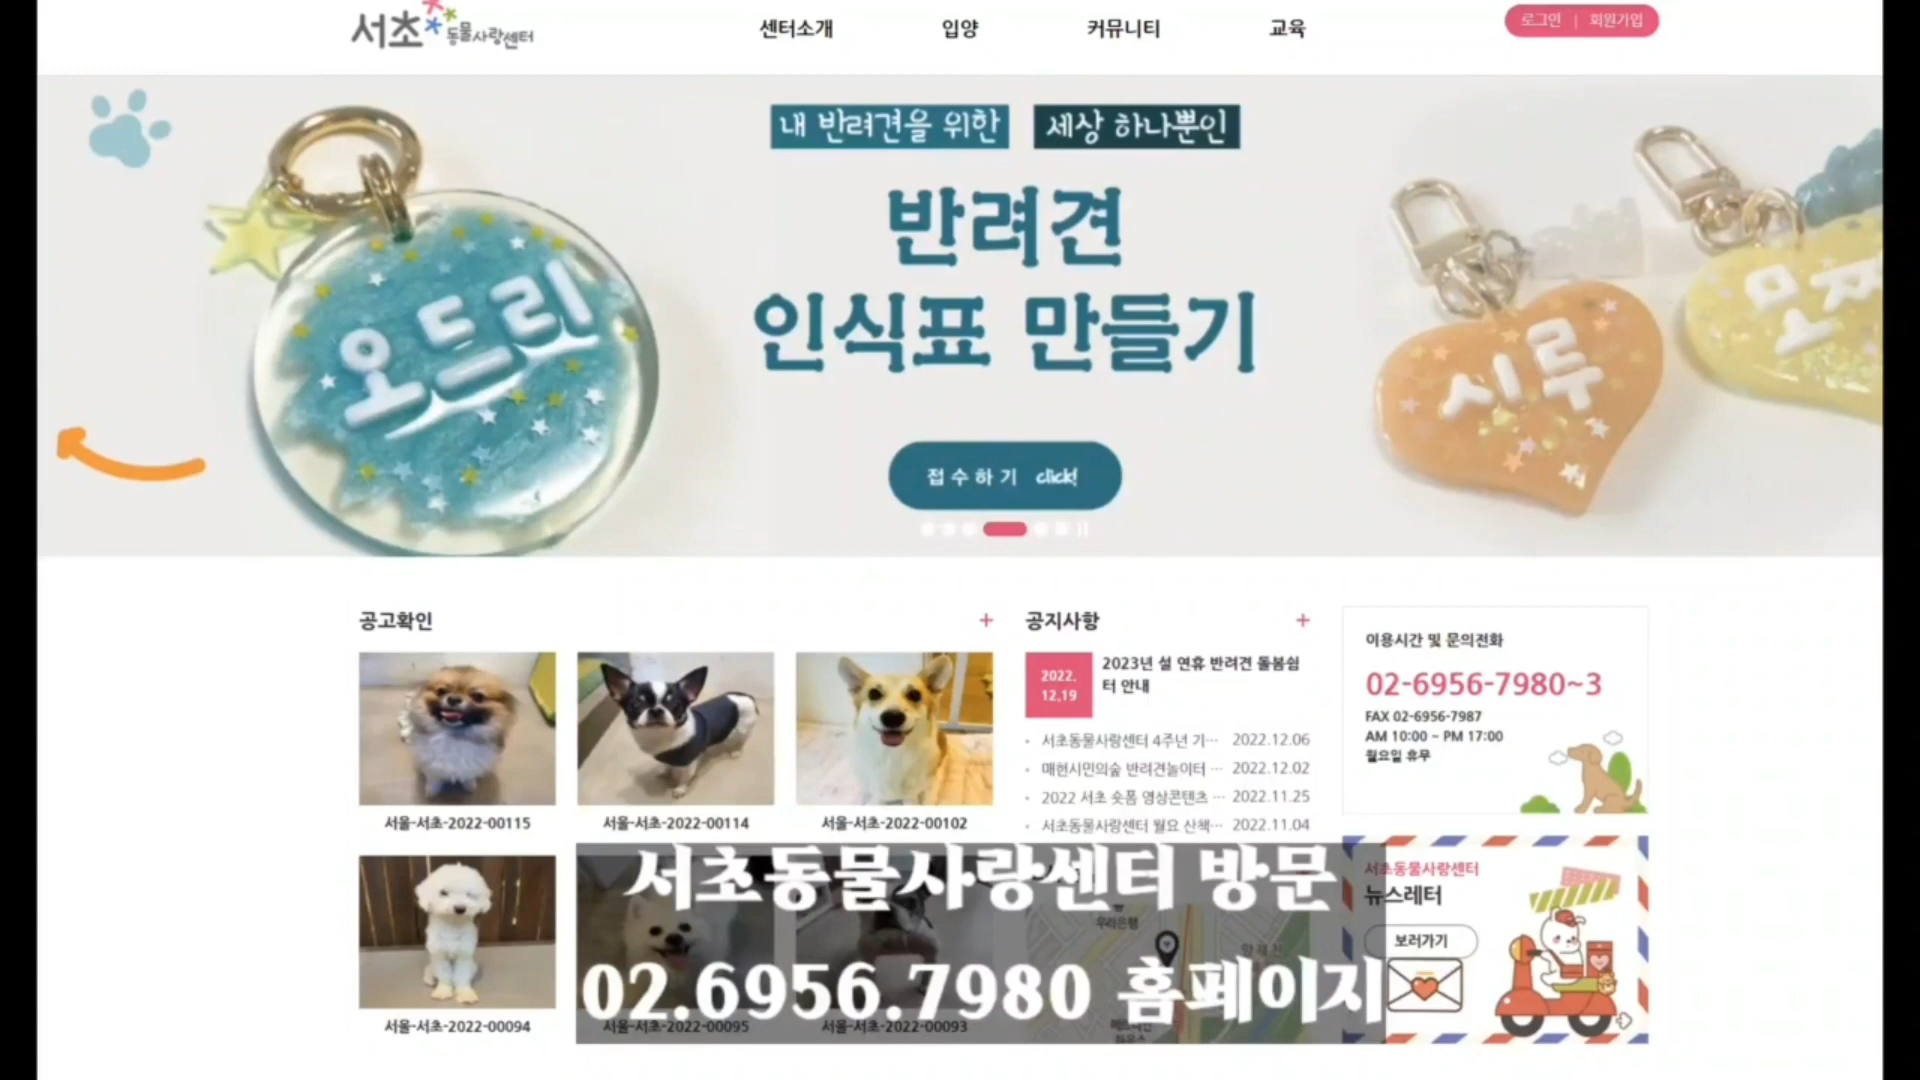 서초 동물사랑센터
센터소개
입양
커뮤니티
교육
로그인 | 회원가입
내 반려견을 위한 세상 하나뿐인
반려견
인식표 만들기
오드리
시루
접수하기 click!
공고확인
서울-서초-2022-00115
서울-서초-2022-00114
서울-서초-2022-00102
서울-서초-2022-00094
서울-서초-2022-00095
서울-서초-2022-00093
공지사항
2022.
12.19
2023년 설 연휴 반려견 돌봄쉼
터 안내
서초동물사랑센터 4주년 기… 2022.12.06
매헌시민의숲 반려견놀이터 … 2022.12.02
2022 서초 숏폼 영상콘텐츠 … 2022.11.25
서초동물사랑센터 월요 산책… 2022.11.04
이용시간 및 문의전화
02-6956-7980~3
FAX 02-6956-7987
AM 10:00 ~ PM 17:00
월요일 휴무
서초동물사랑센터
뉴스레터
보러가기
우리은행
서초동물사랑센터 방문
02.6956.7980 홈페이지